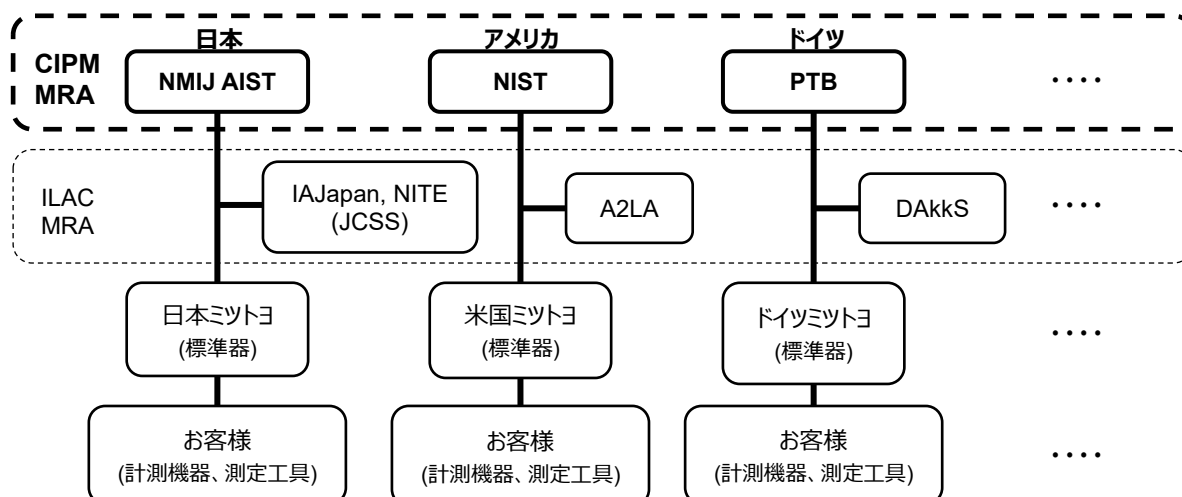 日本
アメリカ
ドイツ
CIPM
MRA
NMIJ AIST
NIST
PTB
‥‥
ILAC
MRA
IAJapan, NITE
(JCSS)
A2LA
DAkkS
‥‥
日本ミツトヨ
(標準器)
米国ミツトヨ
(標準器)
ドイツミツトヨ
(標準器)
‥‥
お客様
(計測機器、測定工具)
お客様
(計測機器、測定工具)
お客様
(計測機器、測定工具)
‥‥